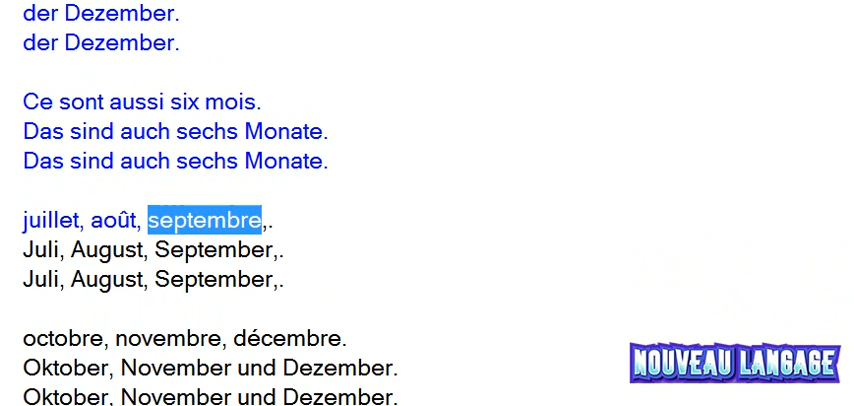 der Dezember.
der Dezember.
Ce sont aussi six mois.
Das sind auch sechs Monate.
Das sind auch sechs Monate.
juillet, août, septembre,.
Juli, August, September,.
Juli, August, September,.
octobre, novembre, décembre.
Oktober, November und Dezember.
Oktober, November und Dezember.
NOUVEAU LANGAGE